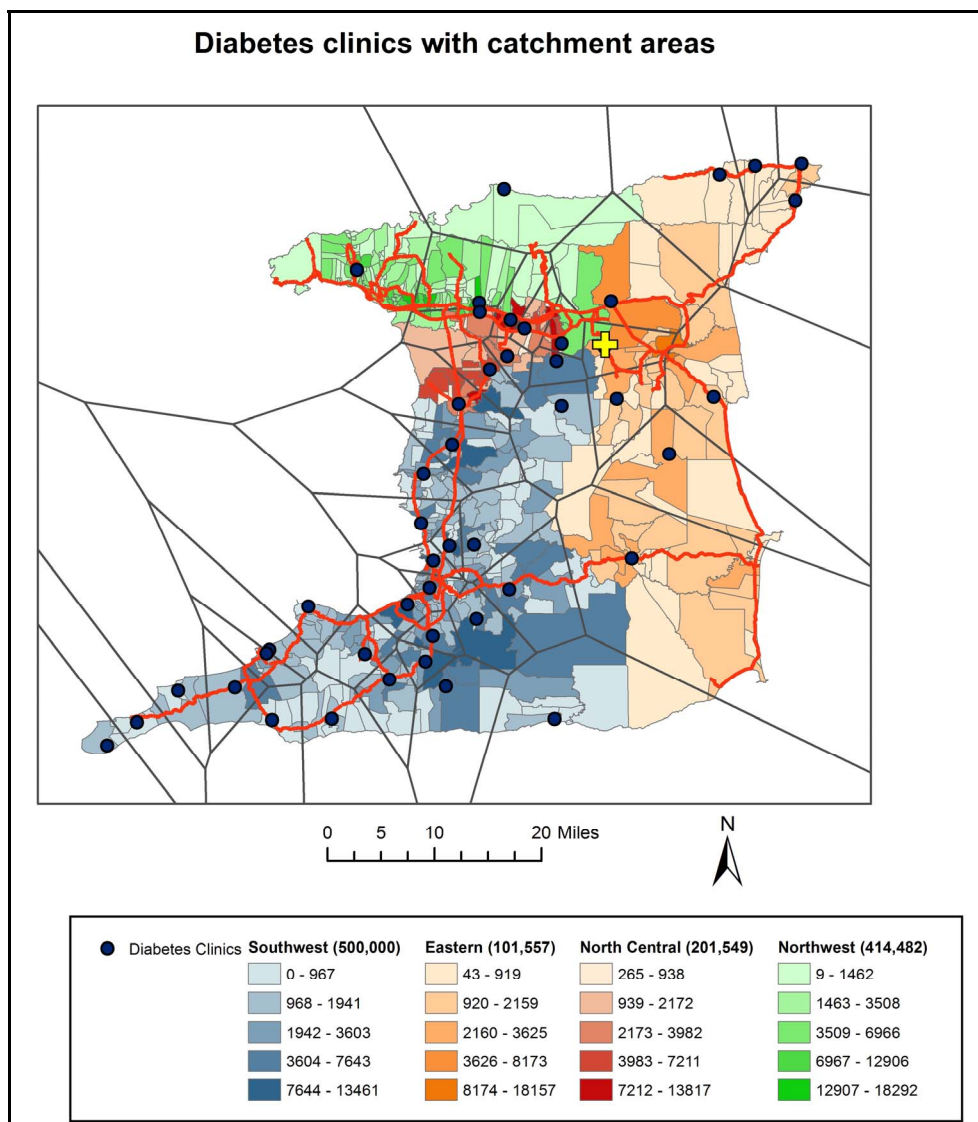 Diabetes clinics with catchment areas
0 5 10 20 Miles
N
Diabetes Clinics Southwest (500,000) Eastern (101,557) North Central (201,549) Northwest (414,482)
0 - 967 43 - 919 265 - 938 9 - 1462
968 - 1941 920 - 2159 939 - 2172 1463 - 3508
1942 - 3603 2160 - 3625 2173 - 3982 3509 - 6966
3604 - 7643 3626 - 8173 3983 - 7211 6967 - 12906
7644 - 13461 8174 - 18157 7212 - 13817 12907 - 18292